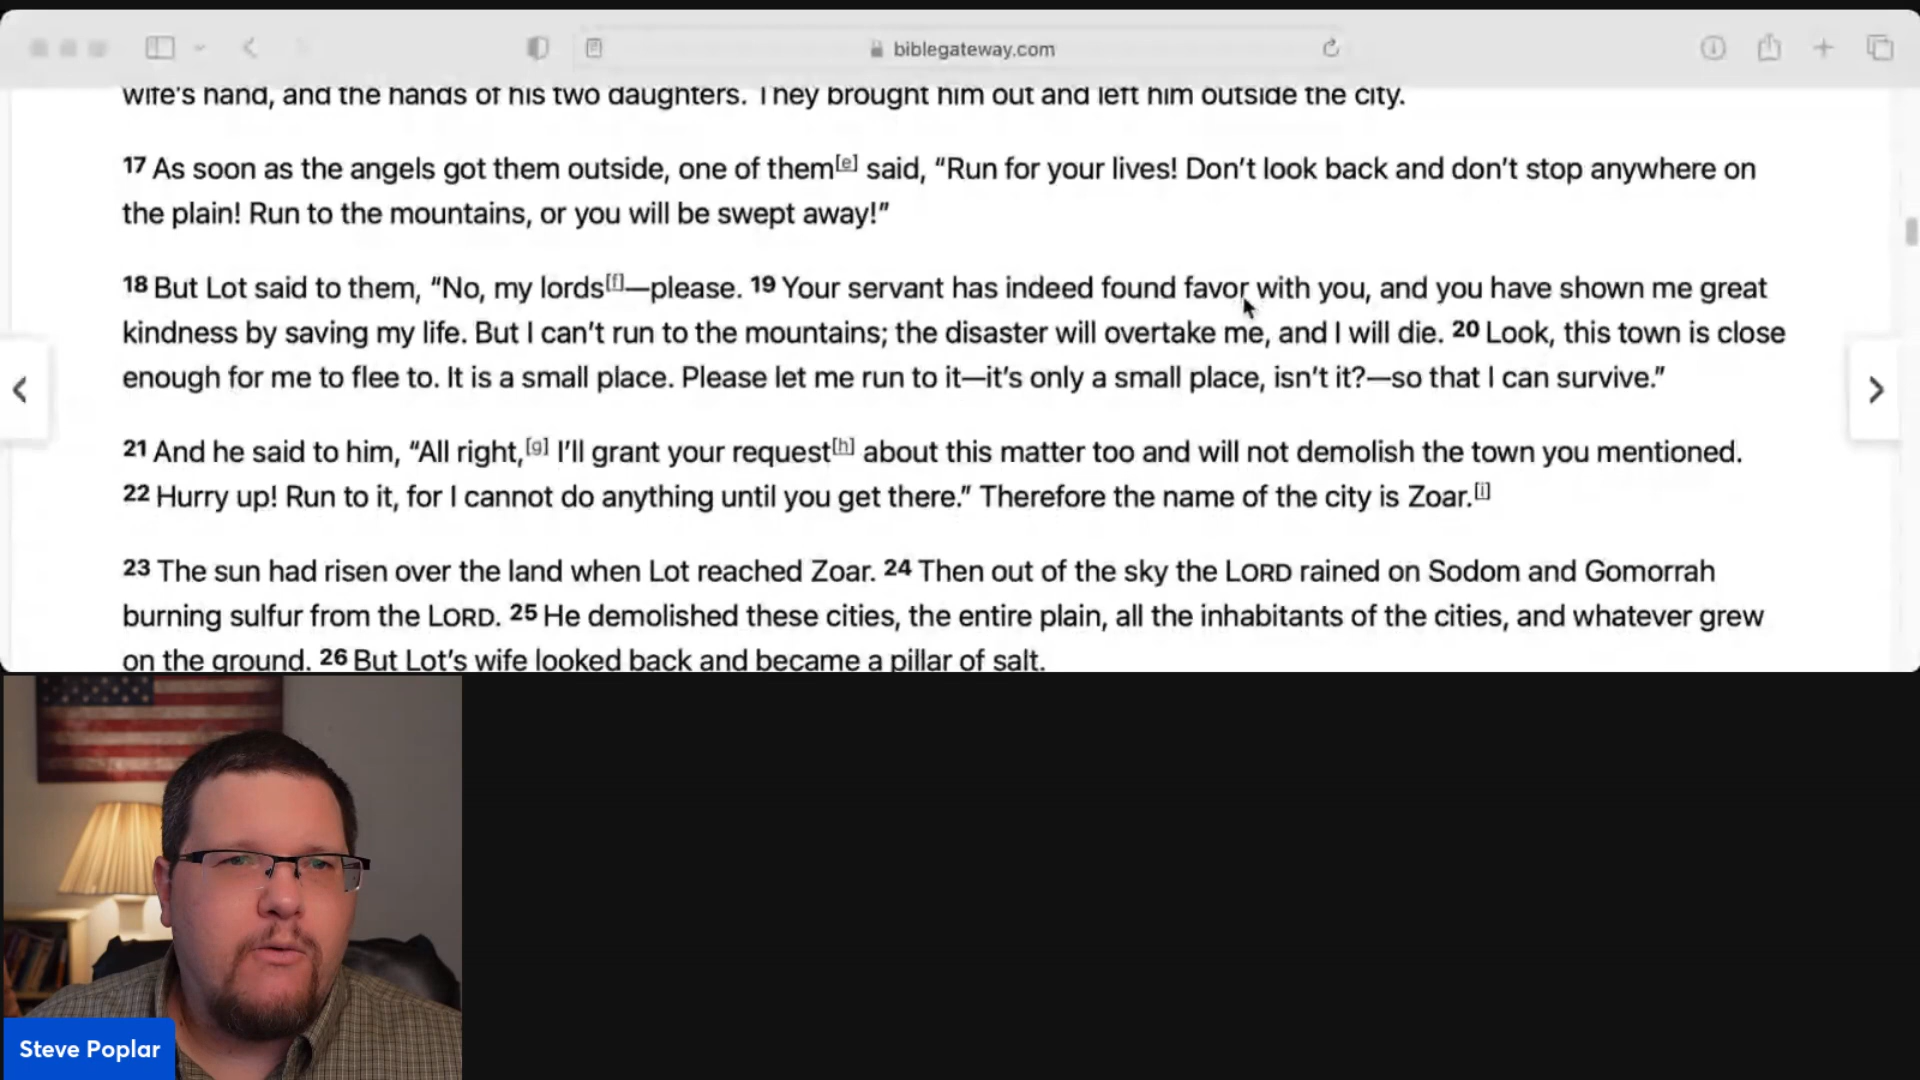 biblegateway.com
wife's hand, and the hands of his two daughters. They brought him out and left him outside the city.
17 As soon as the angels got them outside, one of them[e] said, “Run for your lives! Don’t look back and don’t stop anywhere on
the plain! Run to the mountains, or you will be swept away!”
18 But Lot said to them, “No, my lords[f]—please. 19 Your servant has indeed found favor with you, and you have shown me great
kindness by saving my life. But I can’t run to the mountains; the disaster will overtake me, and I will die. 20 Look, this town is close
enough for me to flee to. It is a small place. Please let me run to it—it’s only a small place, isn’t it?—so that I can survive.”
21 And he said to him, “All right,[g] I’ll grant your request[h] about this matter too and will not demolish the town you mentioned.
22 Hurry up! Run to it, for I cannot do anything until you get there.” Therefore the name of the city is Zoar.[i]
23 The sun had risen over the land when Lot reached Zoar. 24 Then out of the sky the LORD rained on Sodom and Gomorrah
burning sulfur from the LORD. 25 He demolished these cities, the entire plain, all the inhabitants of the cities, and whatever grew
on the ground. 26 But Lot’s wife looked back and became a pillar of salt.
Steve Poplar